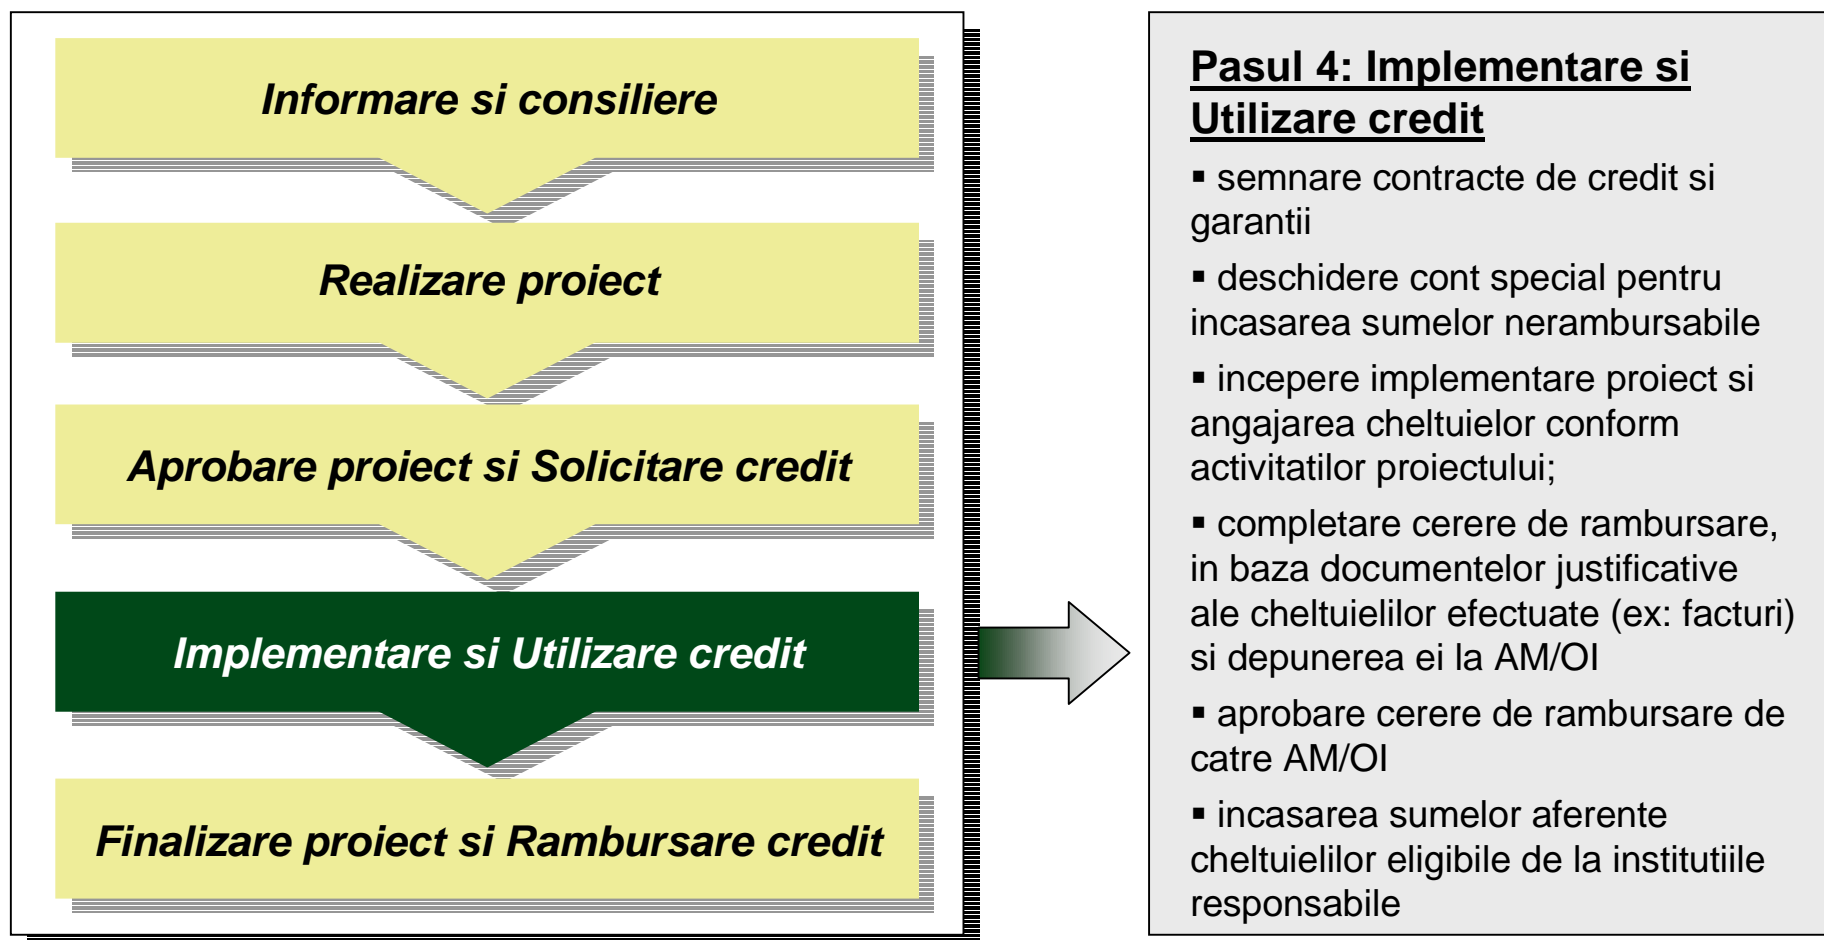 Informare si consiliere
Realizare proiect
Aprobare proiect si Solicitare credit
Implementare si Utilizare credit
Finalizare proiect si Rambursare credit
Pasul 4: Implementare si
Utilizare credit
▪ semnare contracte de credit si
garantii
▪ deschidere cont special pentru
incasarea sumelor nerambursabile
▪ incepere implementare proiect si
angajarea cheltuielor conform
activitatilor proiectului;
▪ completare cerere de rambursare,
in baza documentelor justificative
ale cheltuielilor efectuate (ex: facturi)
si depunerea ei la AM/OI
▪ aprobare cerere de rambursare de
catre AM/OI
▪ incasarea sumelor aferente
cheltuielilor eligibile de la institutiile
responsabile